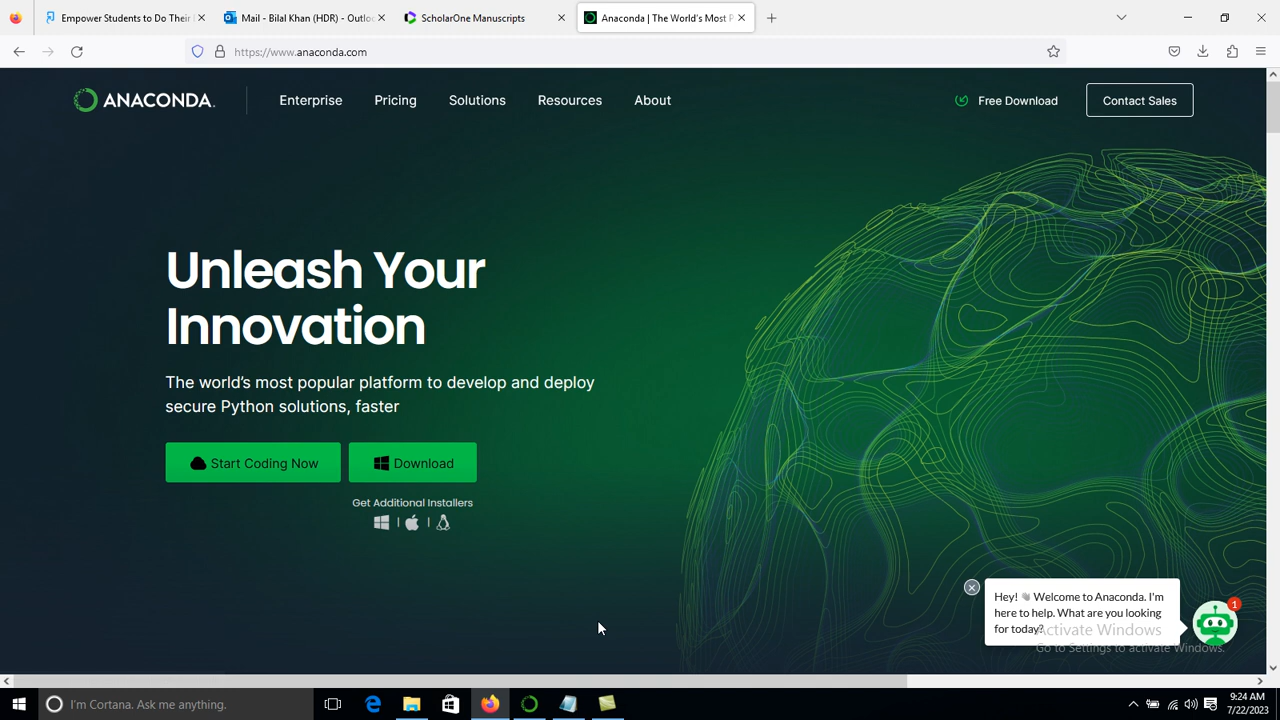 Empower Students to Do Their
Mail - Bilal Khan (HDR) - Outlo
ScholarOne Manuscripts
Anaconda | The World's Most P
https://www.anaconda.com
ANACONDA.
Enterprise
Pricing
Solutions
Resources
About
Free Download
Contact Sales
Unleash Your
Innovation
The world's most popular platform to develop and deploy
secure Python solutions, faster
Start Coding Now
Download
Get Additional Installers
Hey! 👋 Welcome to Anaconda. I'm
here to help. What are you looking
for today?
1
Activate Windows
Go to Settings to activate Windows.
I'm Cortana. Ask me anything.
9:24 AM
7/22/2023